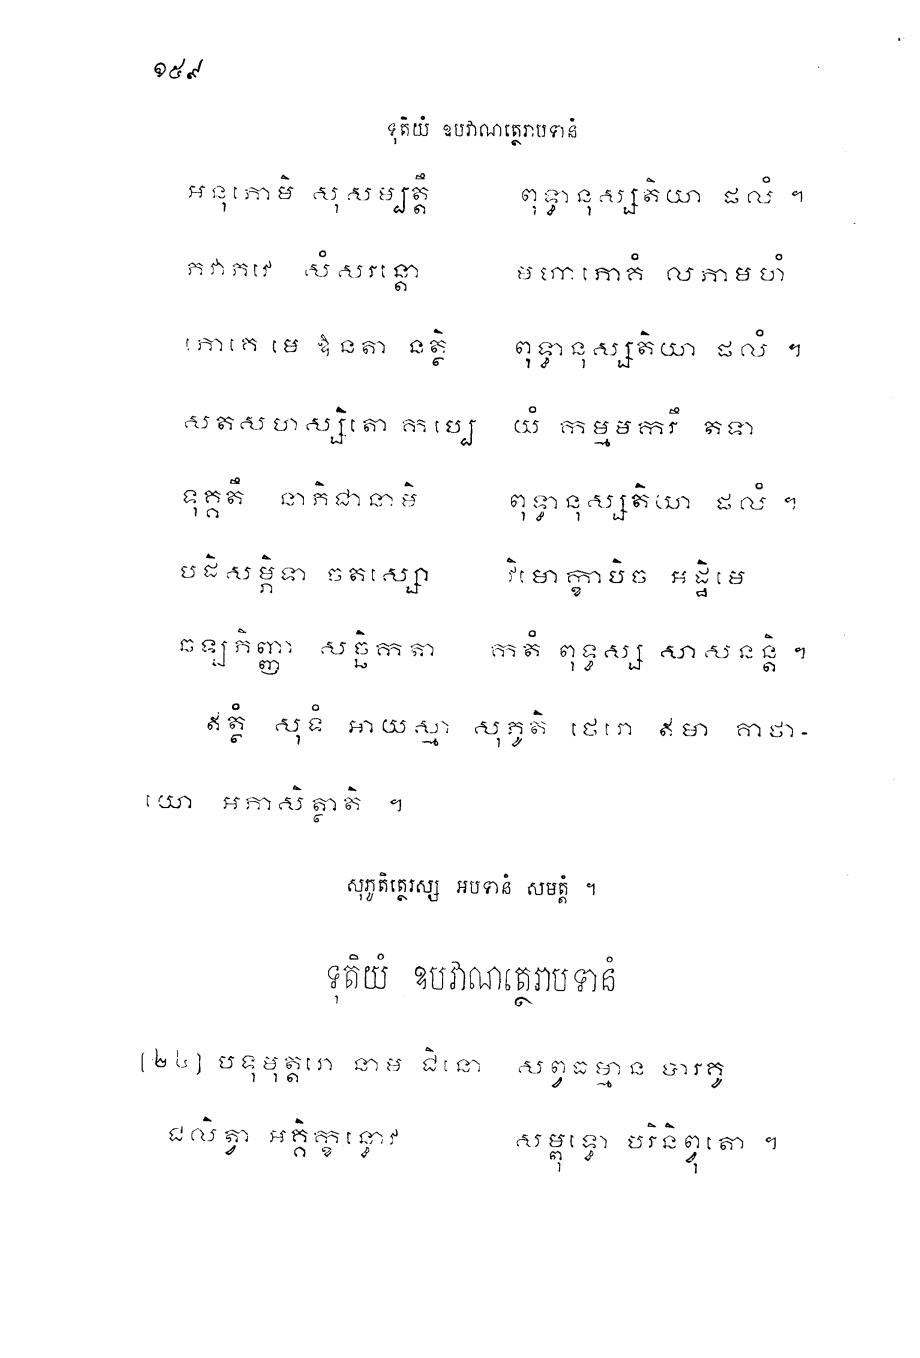 ១៥៩
ទុតិយំ ឧបវាណត្ថេរាបទានំ
អនុភោមិ សុសម្បត្តឹ ពុទ្ធានុស្សតិយា ផលំ ។
ភវាភវេ សំសរន្តោ មហាភោគំ លភាមហំ
ភោគេ មេ ឱនតា នត្ថិ ពុទ្ធានុស្សតិយា ផលំ ។
សតសហស្សិតោ កប្បេ យំ កម្មមករឹ តទា
ទុគ្គតឹ នាភិជានាមិ ពុទ្ធានុស្សតិយោ ផលំ ។
បដិសម្ភិទា ចតស្សោ វិមោក្ខាបិច អដ្ឋិមេ
ឆឡភិញ្ញា សច្ឆិកតា កតំ ពុទ្ធស្ស សាសនន្តិ ។
ឥត្ថំ សុទំ អាយស្មា សុភូតិ ថេរោ ឥមា គាថា-
យោ អភាសិត្ថាតិ ។
សុភូតិត្ថេរស្ស អបទានំ សមត្តំ ។
ទុតិយំ ឧបវាណត្ថេរាបទានំ
[២៤] បទុមុត្តរោ នាម ជិនោ សព្វធម្មាន បារគូ
ជលិត្វា អគ្គិក្ខន្ធោវ សម្ពុទ្ធោ បរិនិព្វុតោ ។